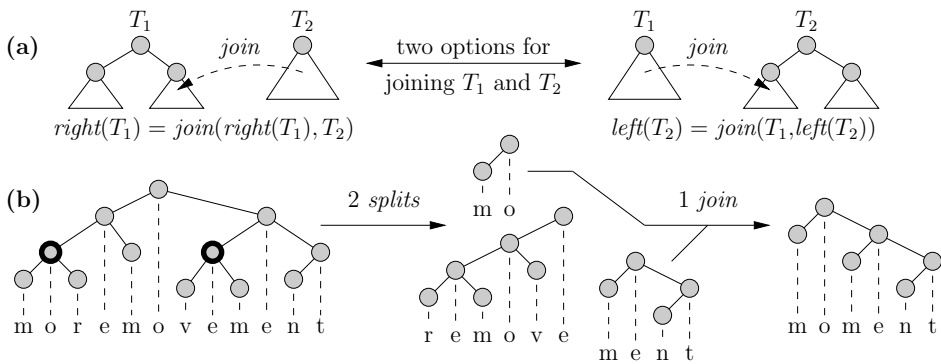 (a)
T1
join
T2
right(T1) = join(right(T1), T2)
two options for
joining T1 and T2
T1
join
T2
left(T2) = join(T1,left(T2))
(b)
m o r e m o v e m e n t
2 splits
m o
r e m o v e
m e n t
1 join
m o m e n t